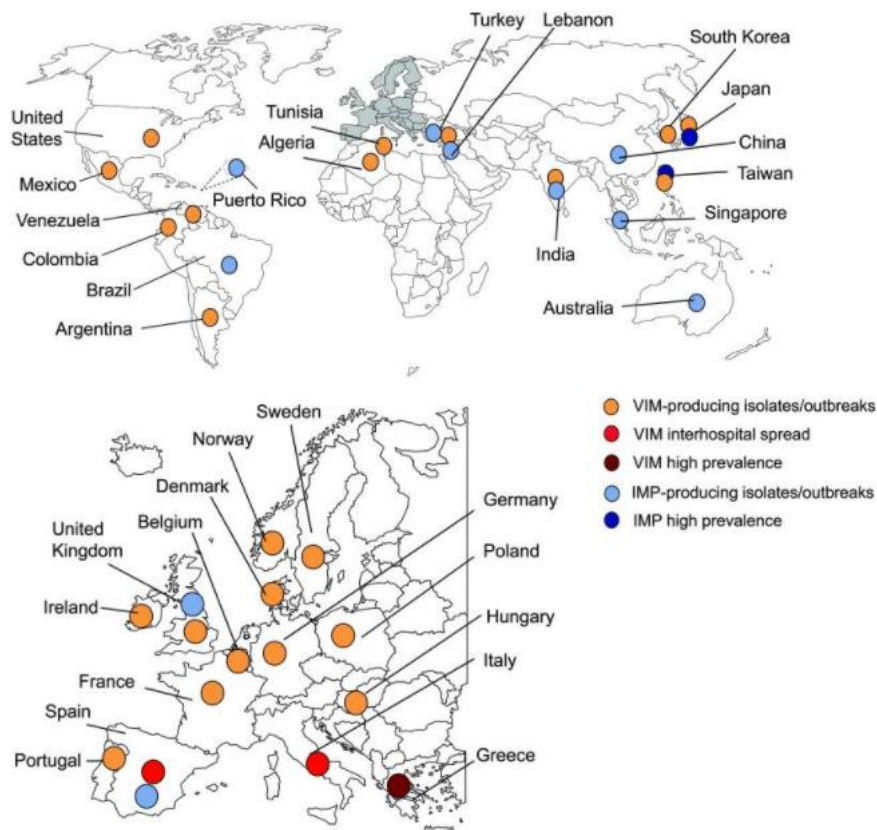 Turkey
Lebanon
South Korea
United
States
Tunisia
Japan
Algeria
China
Mexico
Puerto Rico
Taiwan
Venezuela
Singapore
Colombia
India
Brazil
Australia
Argentina
Sweden
Norway
Denmark
Germany
Belgium
United
Kingdom
Poland
Ireland
Hungary
Italy
France
Spain
Portugal
Greece
VIM-producing isolates/outbreaks
VIM interhospital spread
VIM high prevalence
IMP-producing isolates/outbreaks
IMP high prevalence